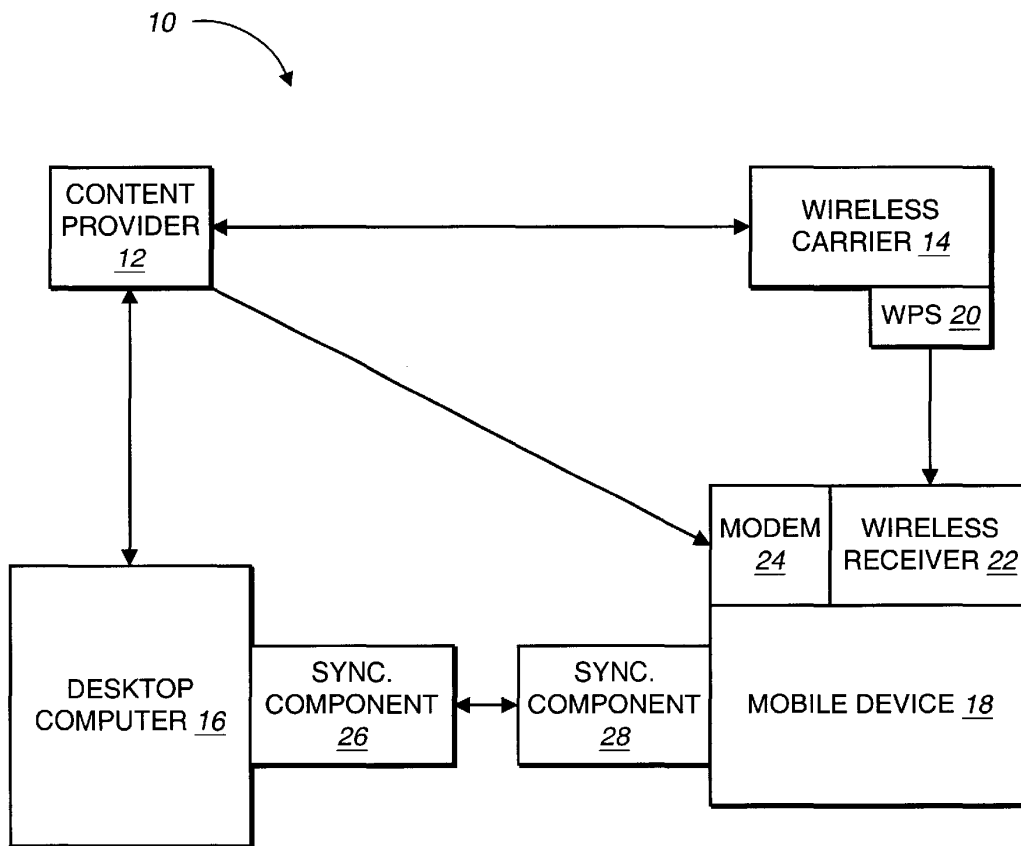 10
CONTENT
PROVIDER
12
WIRELESS
CARRIER 14
WPS 20
MODEM
24
WIRELESS
RECEIVER 22
DESKTOP
COMPUTER 16
SYNC.
COMPONENT
26
SYNC.
COMPONENT
28
MOBILE DEVICE 18